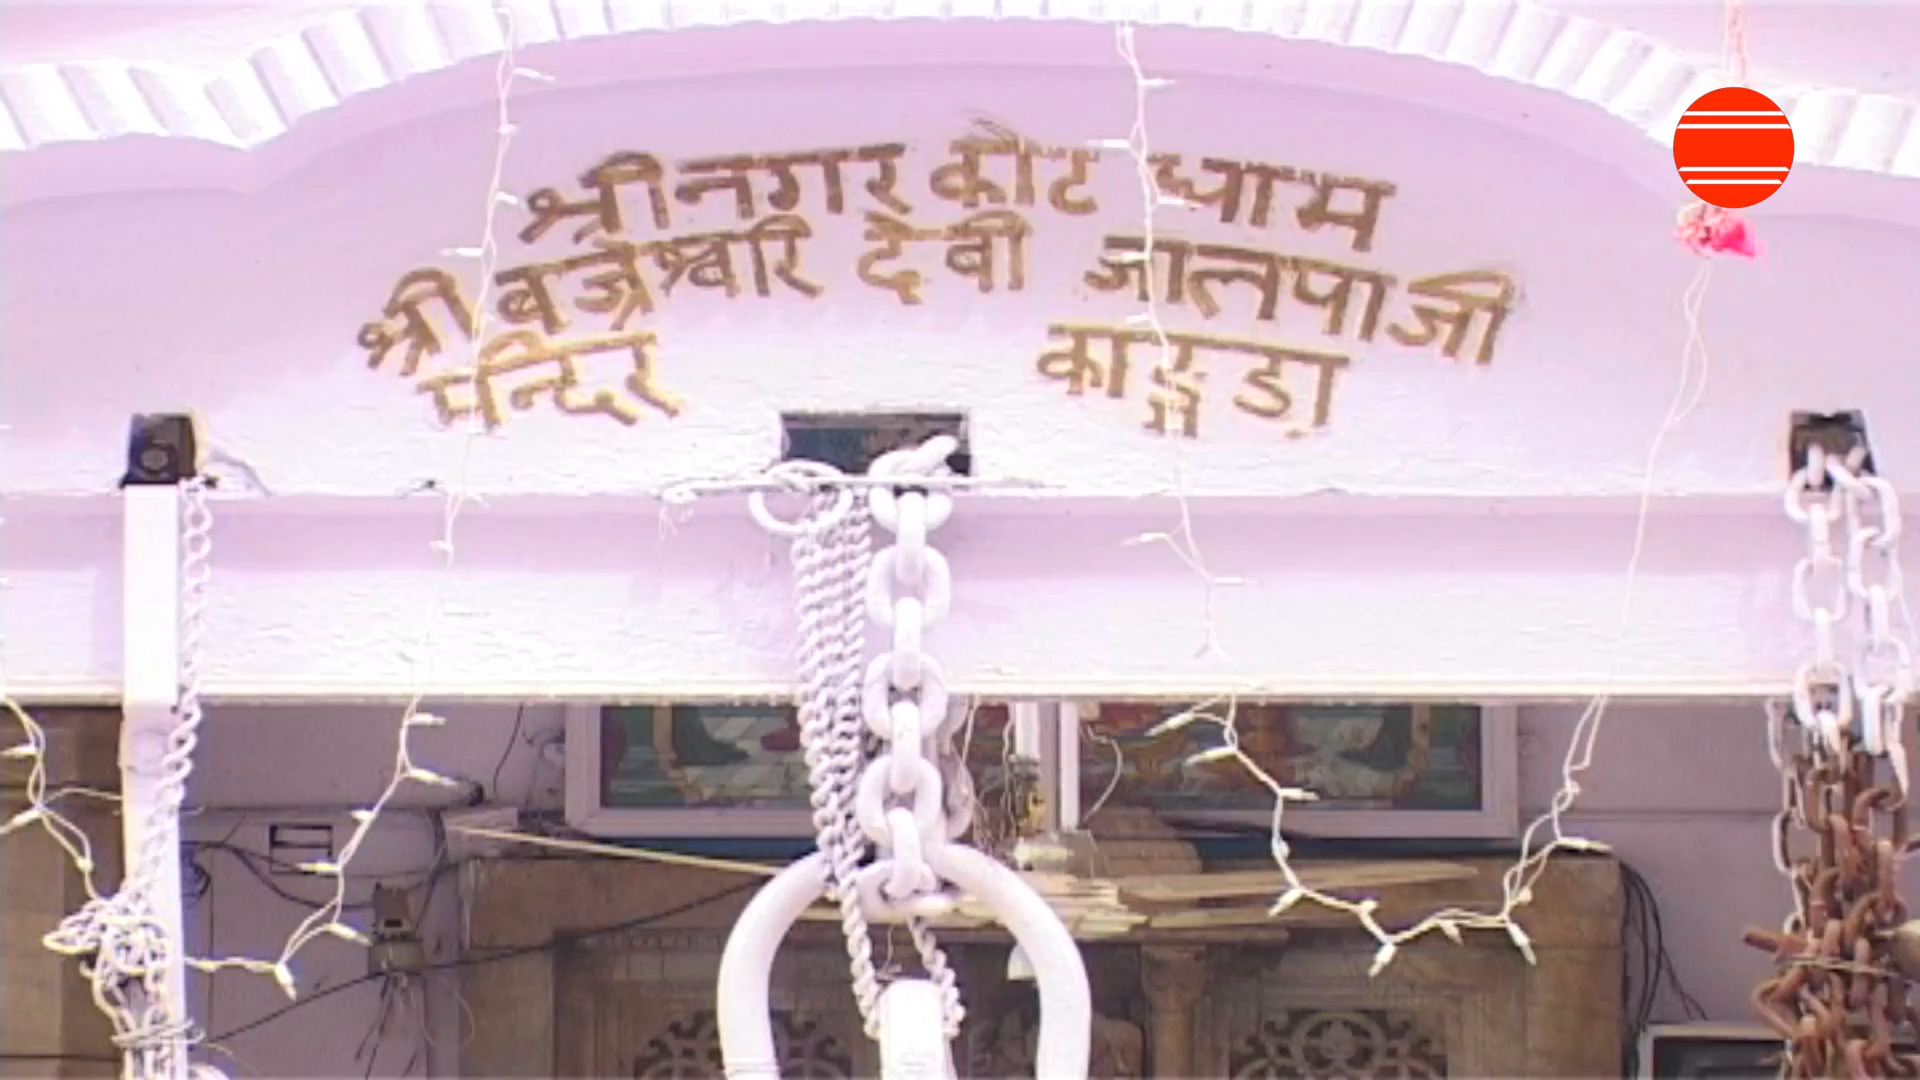 श्री नगर कोट धाम
श्री बज्रेश्वरि देवी जालपा जी
मन्दिर काङ्गड़ा